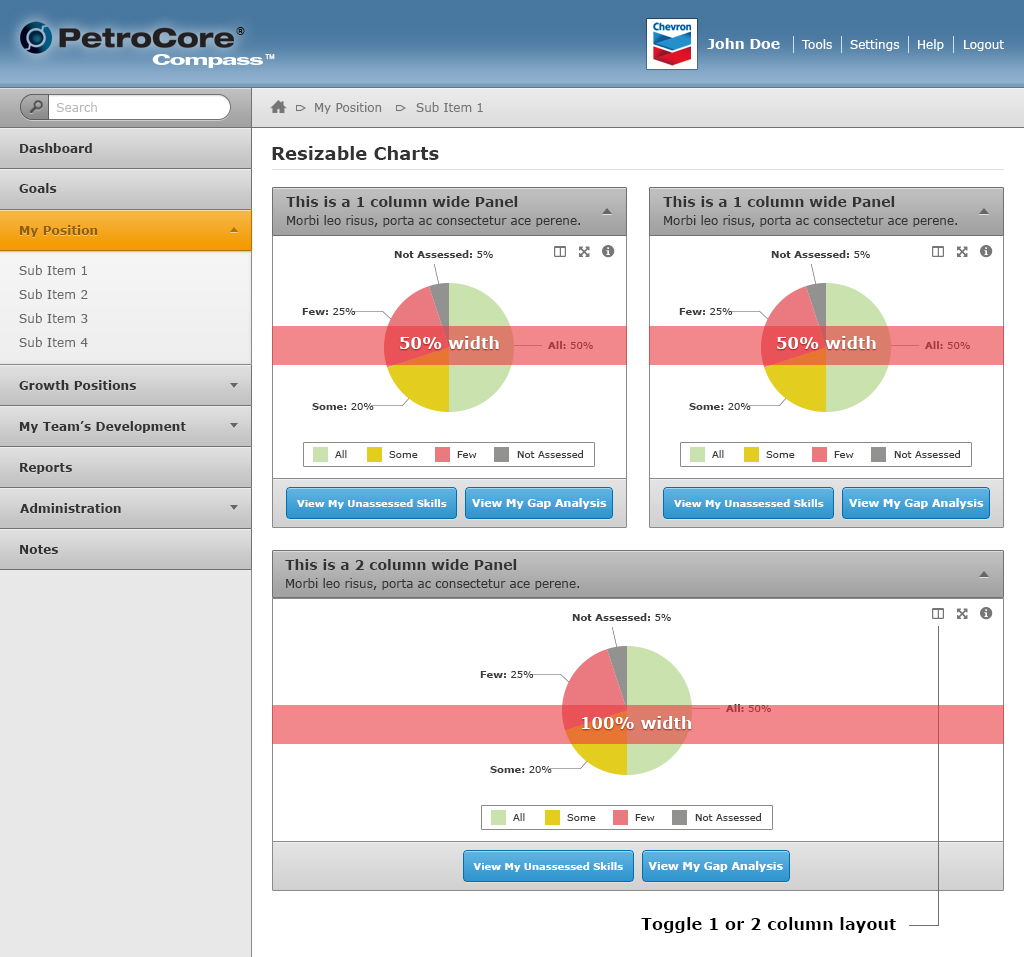 PetroCore®
Compass™
Chevron
John Doe
Tools
Settings
Help
Logout
Search
My Position
Sub Item 1
Dashboard
Goals
My Position
Sub Item 1
Sub Item 2
Sub Item 3
Sub Item 4
Growth Positions
My Team’s Development
Reports
Administration
Notes
Resizable Charts
This is a 1 column wide Panel
Morbi leo risus, porta ac consectetur ace perene.
Not Assessed: 5%
Few: 25%
50% width
All: 50%
Some: 20%
All
Some
Few
Not Assessed
View My Unassessed Skills
View My Gap Analysis
This is a 1 column wide Panel
Morbi leo risus, porta ac consectetur ace perene.
Not Assessed: 5%
Few: 25%
50% width
All: 50%
Some: 20%
All
Some
Few
Not Assessed
View My Unassessed Skills
View My Gap Analysis
This is a 2 column wide Panel
Morbi leo risus, porta ac consectetur ace perene.
Not Assessed: 5%
Few: 25%
All: 50%
100% width
Some: 20%
All
Some
Few
Not Assessed
View My Unassessed Skills
View My Gap Analysis
Toggle 1 or 2 column layout